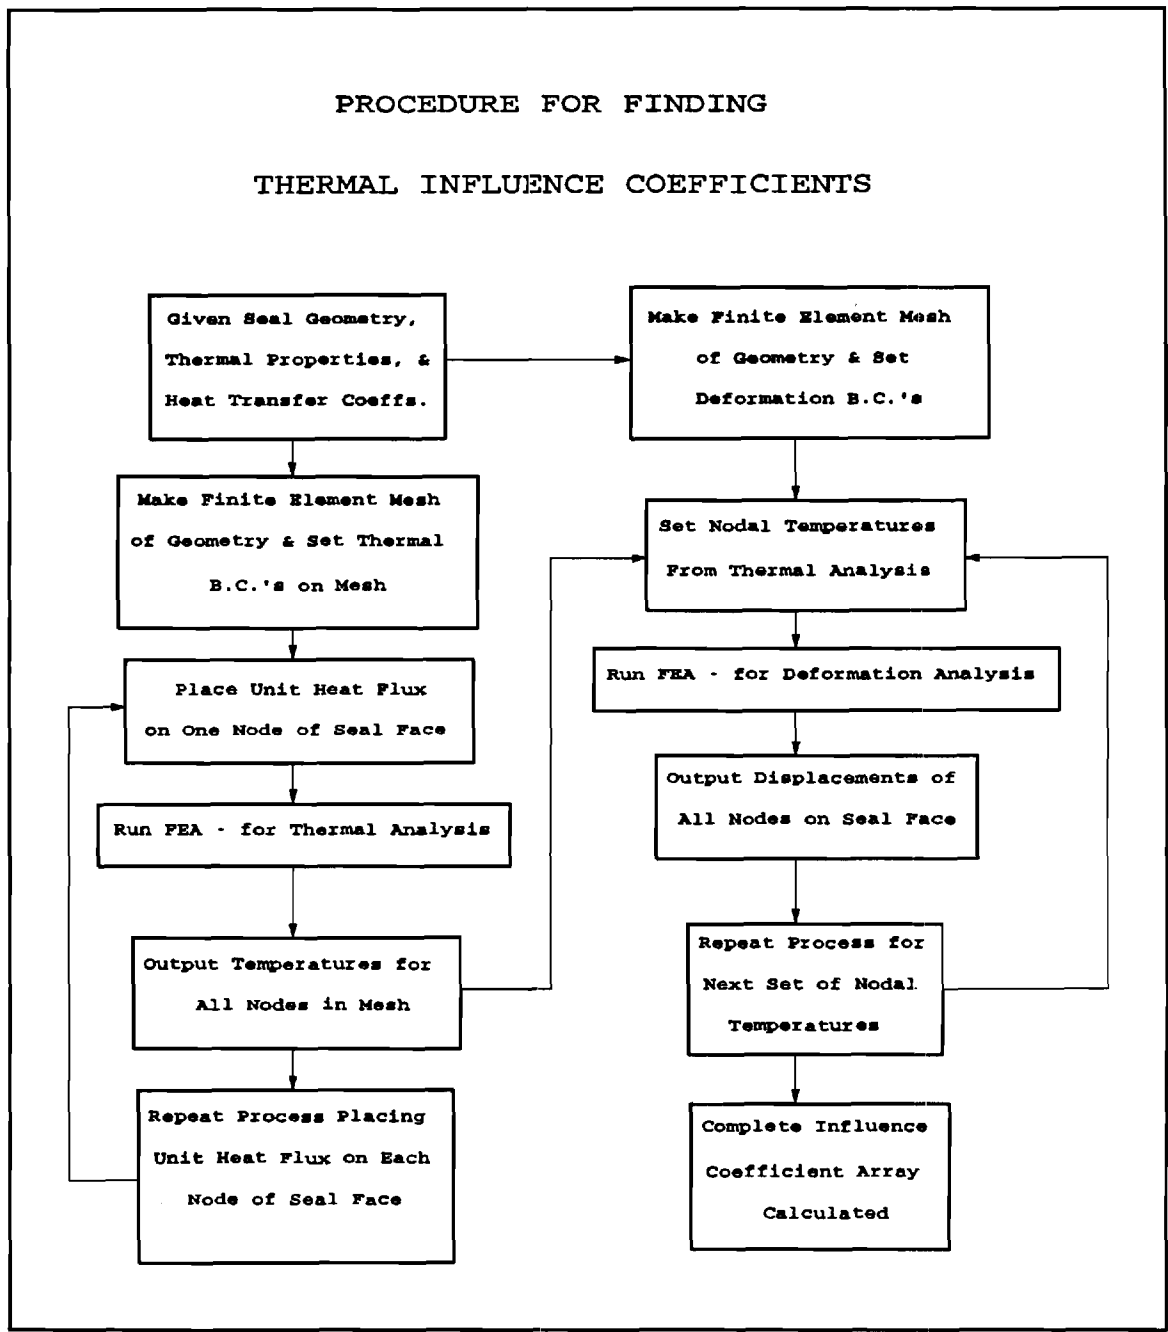 PROCEDURE FOR FINDING
THERMAL INFLUENCE COEFFICIENTS
Given Seal Geometry,
Thermal Properties, &
Heat Transfer Coeffs.
Make Finite Element Mesh
of Geometry & Set Thermal
B.C.'s on Mesh
Place Unit Heat Flux
on One Node of Seal Face
Run FEA - for Thermal Analysis
Output Temperatures for
All Nodes in Mesh
Repeat Process Placing
Unit Heat Flux on Each
Node of Seal Face
Make Finite Element Mesh
of Geometry & Set
Deformation B.C.'s
Set Nodal Temperatures
From Thermal Analysis
Run FEA - for Deformation Analysis
Output Displacements of
All Nodes on Seal Face
Repeat Process for
Next Set of Nodal
Temperatures
Complete Influence
Coefficient Array
Calculated